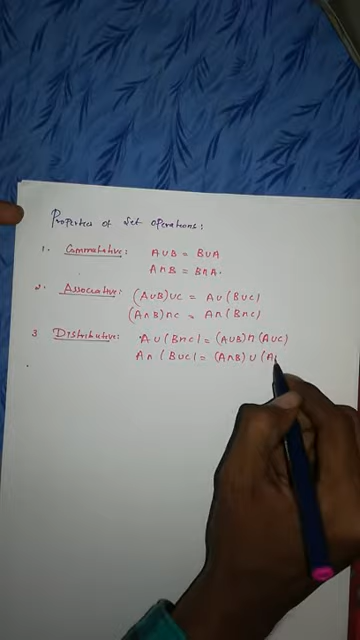 Properties of Set Operations:
1. Commutative: A∪B = B∪A
A∩B = B∩A.
2. Associative: (A∪B)∪C = A∪(B∪C)
(A∩B)∩C = A∩(B∩C)
3 Distributive: A∪(B∩C) = (A∪B)∩(A∪C)
A∩(B∪C) = (A∩B)∪(A